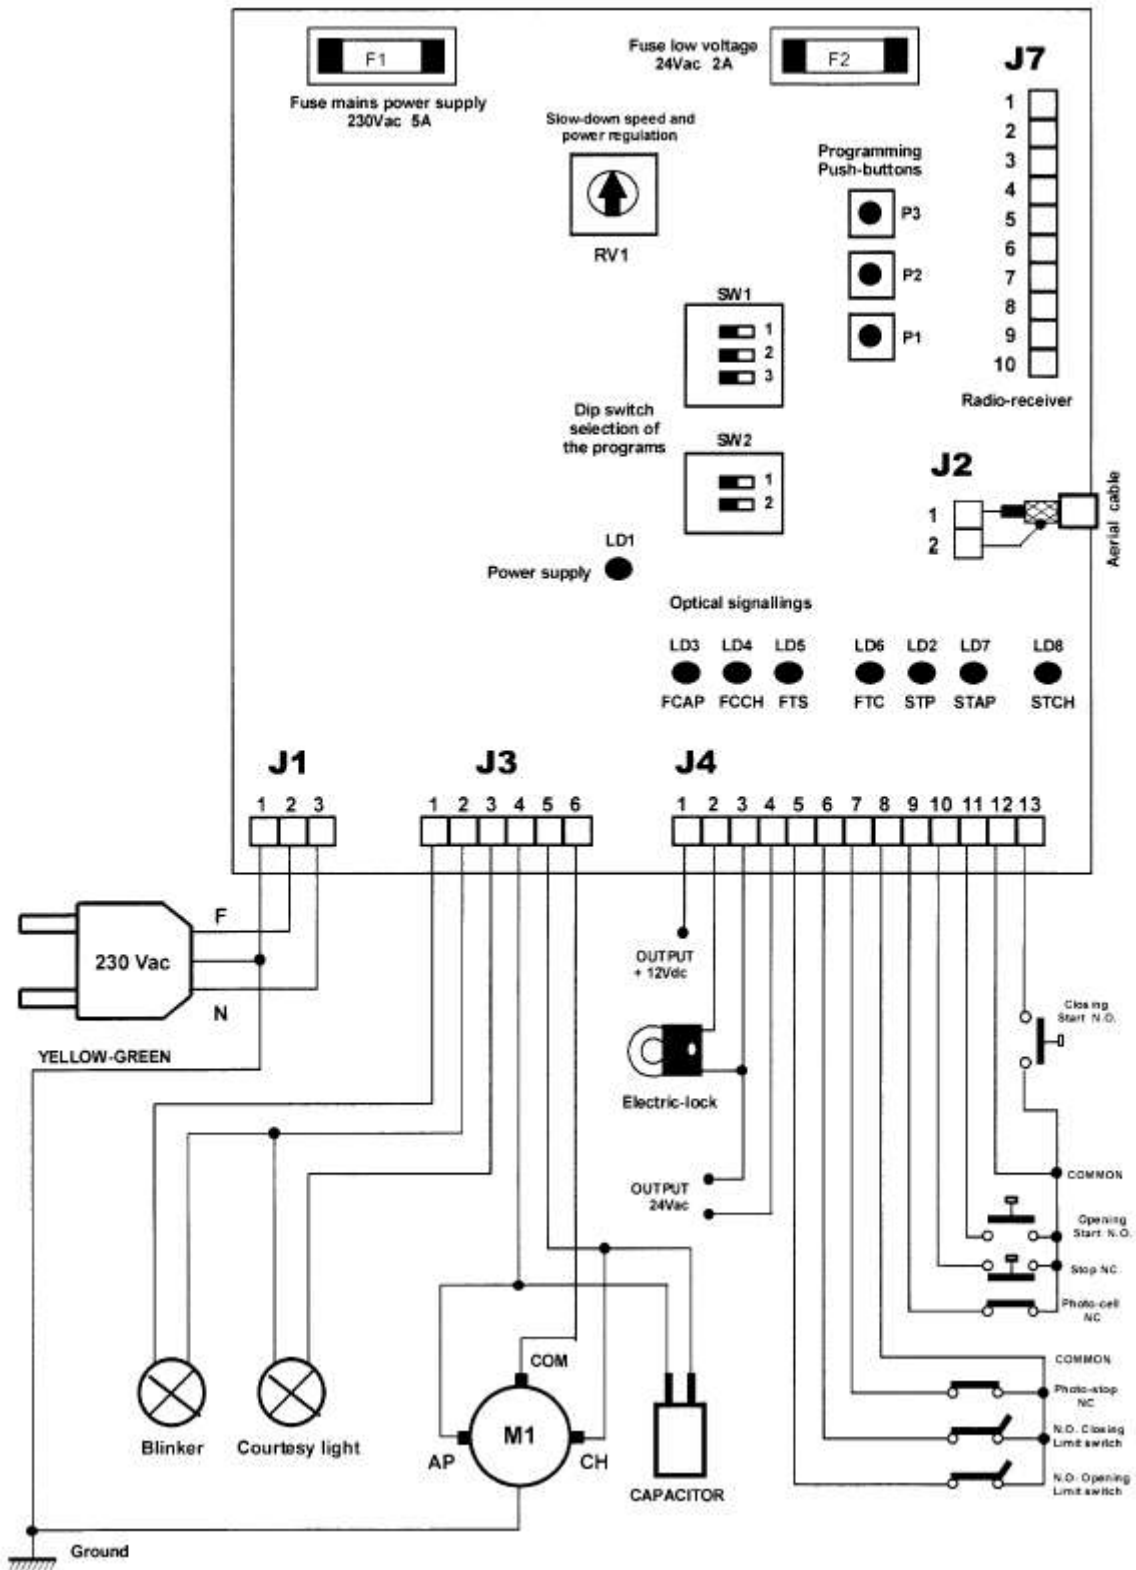 F1
Fuse mains power supply
230Vac 5A
Fuse low voltage
24Vac 2A
F2
J7
1
2
3
4
5
6
7
8
9
10
Radio-receiver
Slow-down speed and
power regulation
RV1
Programming
Push-buttons
P3
P2
P1
SW1
1
2
3
Dip switch
selection of
the programs
SW2
1
2
J2
1
2
Aerial cable
LD1
Power supply
Optical signallings
LD3 LD4 LD5 LD6 LD2 LD7 LD8
FCAP FCCH FTS FTC STP STAP STCH
J1
J3
J4
1 2 3
1 2 3 4 5 6
1 2 3 4 5 6 7 8 9 10 11 12 13
F
230 Vac
N
YELLOW-GREEN
OUTPUT
+ 12Vdc
Electric-lock
OUTPUT
24Vac
Closing
Start N.O.
COMMON
Opening
Start N.O.
Stop NC
Photo-cell
NC
COMMON
Photo-stop
NC
N.O. Closing
Limit switch
N.O. Opening
Limit switch
Blinker
Courtesy light
COM
M1
AP
CH
CAPACITOR
Ground